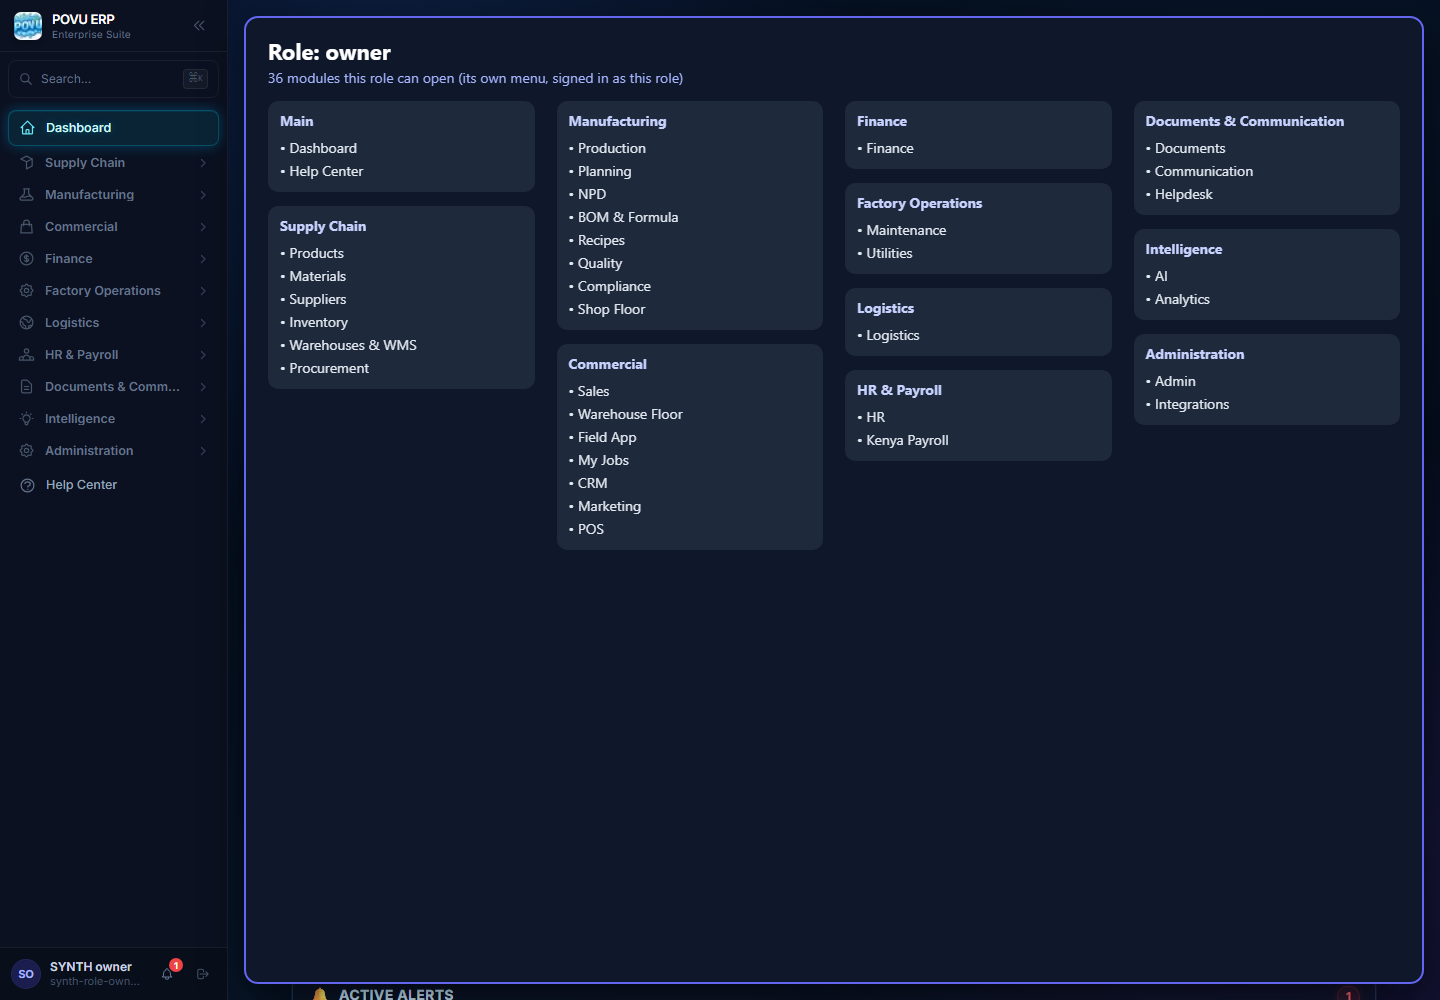 POVU ERP
Enterprise Suite
Search...
⌘K
Dashboard
Supply Chain
Manufacturing
Commercial
Finance
Factory Operations
Logistics
HR & Payroll
Documents & Comm...
Intelligence
Administration
Help Center
SO
SYNTH owner
synth-role-own...
1
Role: owner
36 modules this role can open (its own menu, signed in as this role)
Main
• Dashboard
• Help Center
Supply Chain
• Products
• Materials
• Suppliers
• Inventory
• Warehouses & WMS
• Procurement
Manufacturing
• Production
• Planning
• NPD
• BOM & Formula
• Recipes
• Quality
• Compliance
• Shop Floor
Commercial
• Sales
• Warehouse Floor
• Field App
• My Jobs
• CRM
• Marketing
• POS
Finance
• Finance
Factory Operations
• Maintenance
• Utilities
Logistics
• Logistics
HR & Payroll
• HR
• Kenya Payroll
Documents & Communication
• Documents
• Communication
• Helpdesk
Intelligence
• AI
• Analytics
Administration
• Admin
• Integrations
ACTIVE ALERTS
1